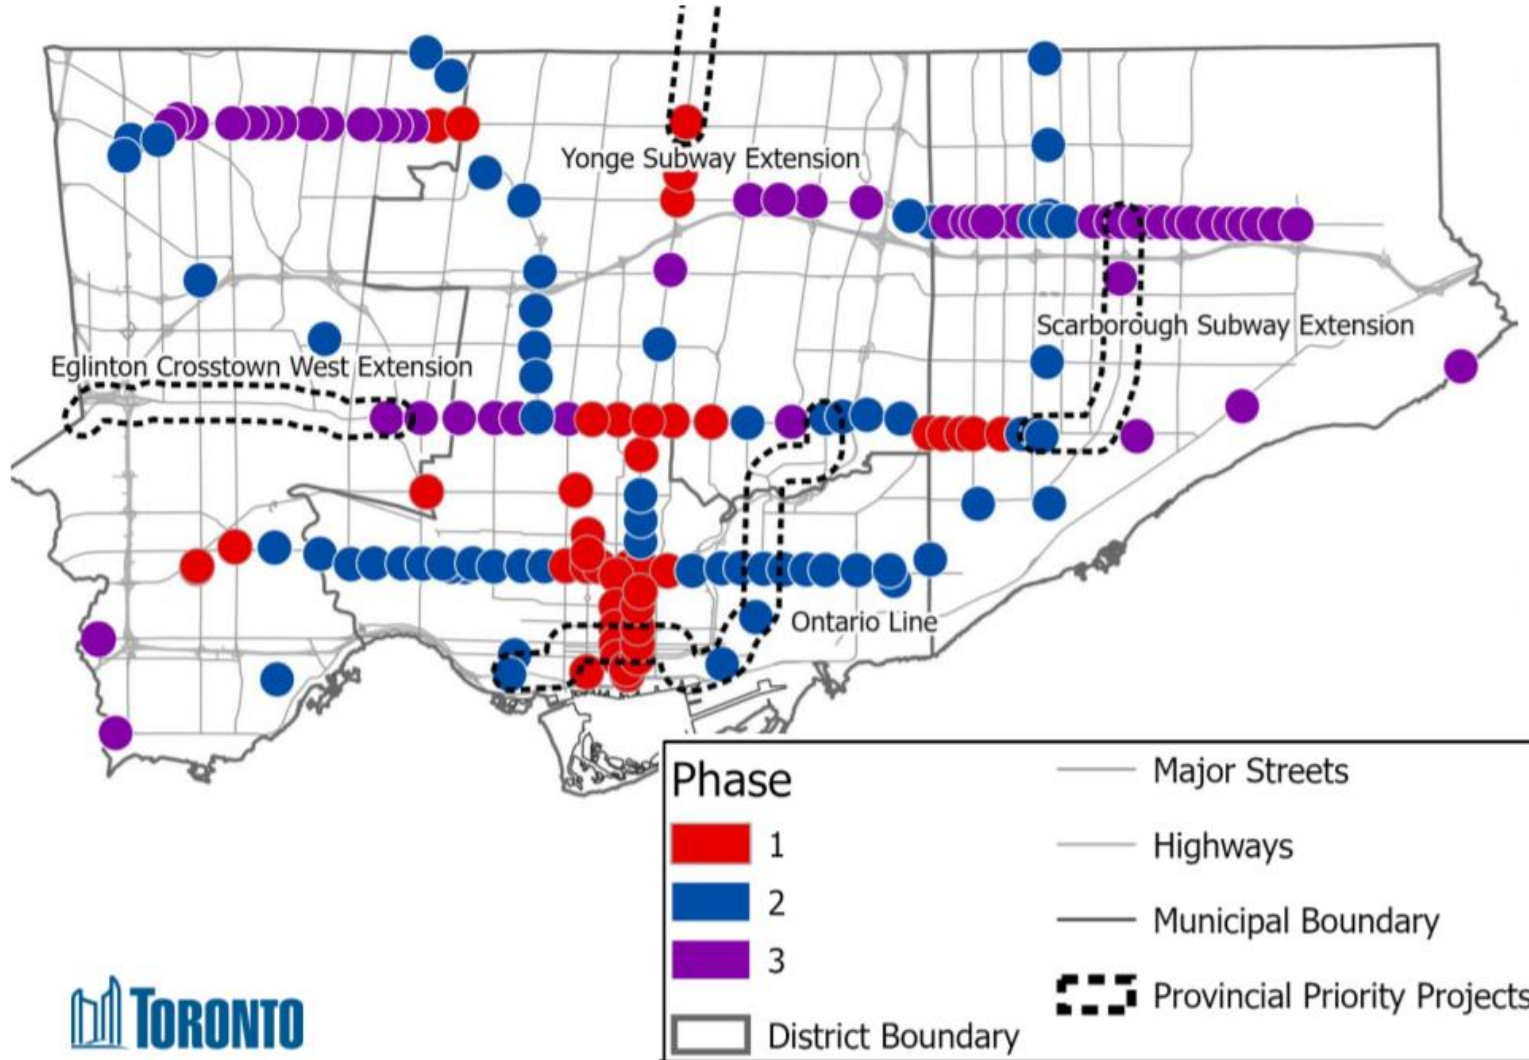 Yonge Subway Extension
Scarborough Subway Extension
Eglinton Crosstown West Extension
Ontario Line
Phase
1
2
3
District Boundary
Major Streets
Highways
Municipal Boundary
Provincial Priority Projects
TORONTO